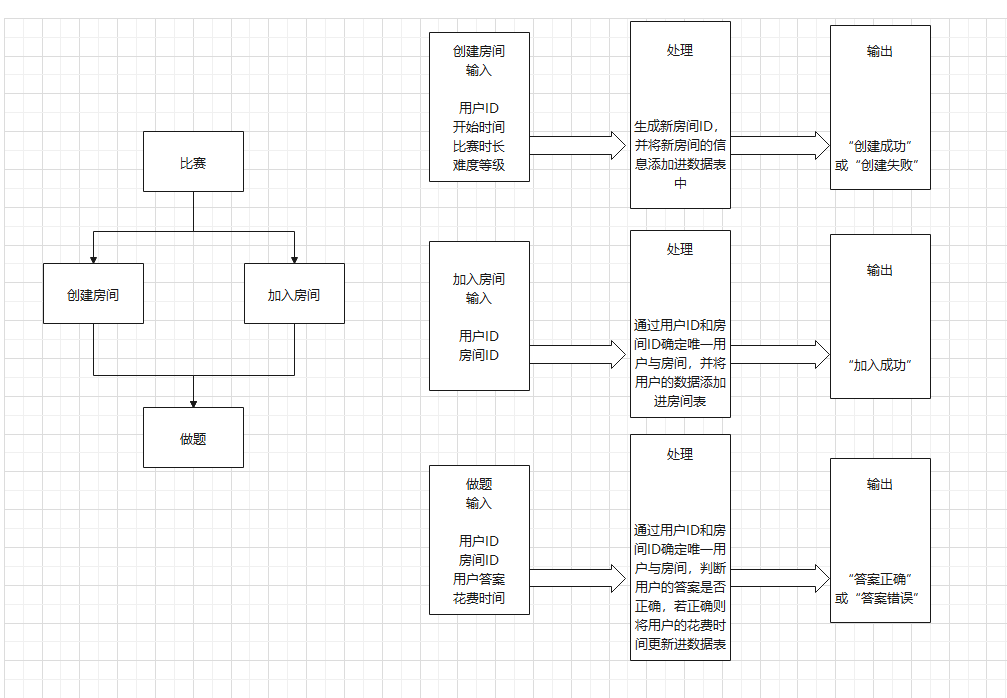 比赛
创建房间
加入房间
做题
创建房间
输入
用户ID
开始时间
比赛时长
难度等级
处理
生成新房间ID，
并将新房间的信
息添加进数据表
中
输出
“创建成功”
或“创建失败”
加入房间
输入
用户ID
房间ID
处理
通过用户ID和房
间ID确定唯一用
户与房间，并将
用户的数据添加
进房间表
输出
“加入成功”
做题
输入
用户ID
房间ID
用户答案
花费时间
处理
通过用户ID和房
间ID确定唯一用
户与房间，判断
用户的答案是否
正确，若正确则
将用户的花费时
间更新进数据表
输出
“答案正确”
或“答案错误”